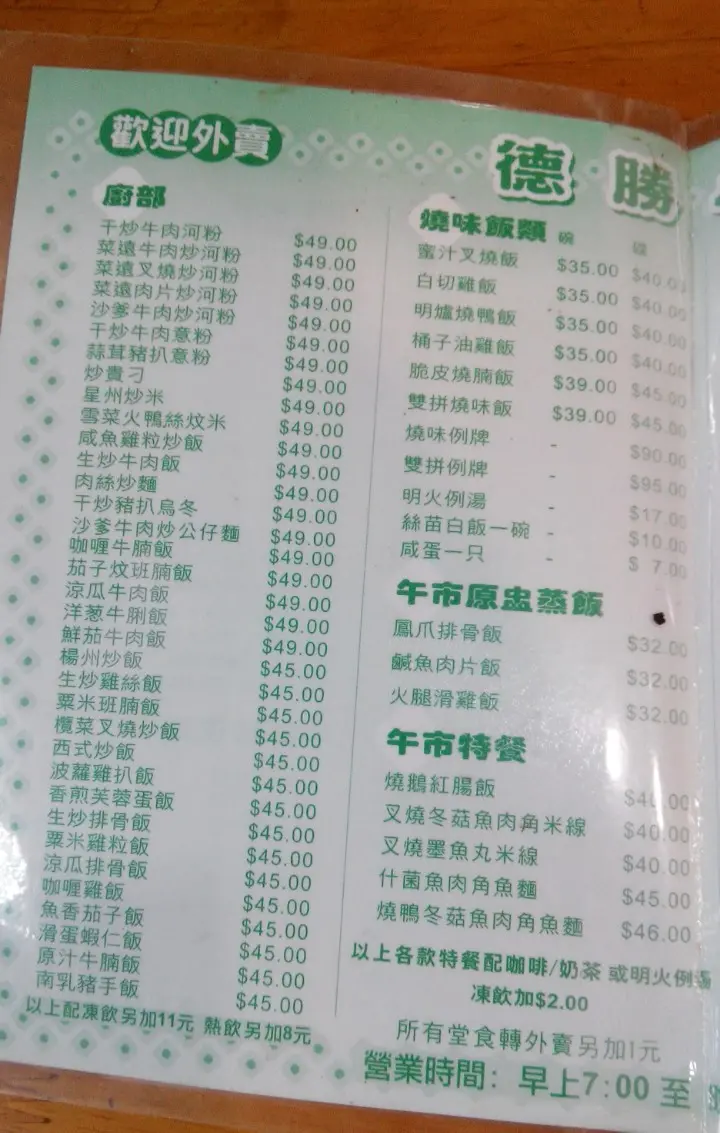 歡迎外賣
廚部
干炒牛肉河粉 $49.00
菜遠牛肉炒河粉 $49.00
菜遠叉燒炒河粉 $49.00
菜遠肉片炒河粉 $49.00
沙爹牛肉炒河粉 $49.00
干炒牛肉意粉 $49.00
蒜茸豬扒意粉 $49.00
炒貴刁 $49.00
星州炒米 $49.00
雪菜火鴨絲炆米 $49.00
咸魚雞粒炒飯 $49.00
生炒牛肉飯 $49.00
肉絲炒麵 $49.00
干炒豬扒烏冬 $49.00
沙爹牛肉炒公仔麵 $49.00
咖喱牛腩飯 $49.00
茄子炆班腩飯 $49.00
涼瓜牛肉飯 $49.00
洋葱牛脷飯 $49.00
鮮茄牛肉飯 $49.00
楊州炒飯 $45.00
生炒雞絲飯 $45.00
粟米班腩飯 $45.00
欖菜叉燒炒飯 $45.00
西式炒飯 $45.00
波蘿雞扒飯 $45.00
香煎芙蓉蛋飯 $45.00
生炒排骨飯 $45.00
粟米雞粒飯 $45.00
涼瓜排骨飯 $45.00
咖喱雞飯 $45.00
魚香茄子飯 $45.00
滑蛋蝦仁飯 $45.00
原汁牛腩飯 $45.00
南乳豬手飯 $45.00
以上配凍飲另加11元 熱飲另加8元
德勝
燒味飯類 碗 碟
蜜汁叉燒飯 $35.00 $40.00
白切雞飯 $35.00 $40.00
明爐燒鴨飯 $35.00 $40.00
桶子油雞飯 $35.00 $40.00
脆皮燒腩飯 $39.00 $45.00
雙拼燒味飯 $39.00 $45.00
燒味例牌 - $90.00
雙拼例牌 - $95.00
明火例湯 - $17.00
絲苗白飯一碗 - $10.00
咸蛋一只 - $ 7.00
午市原盅蒸飯
鳳爪排骨飯 $32.00
鹹魚肉片飯 $32.00
火腿滑雞飯 $32.00
午市特餐
燒鵝紅腸飯 $40.00
叉燒冬菇魚肉角米線 $40.00
叉燒墨魚丸米線 $40.00
什菌魚肉角魚麵 $45.00
燒鴨冬菇魚肉角魚麵 $46.00
以上各款特餐配咖啡/奶茶 或明火例湯
凍飲加$2.00
所有堂食轉外賣另加1元
營業時間: 早上7:00 至